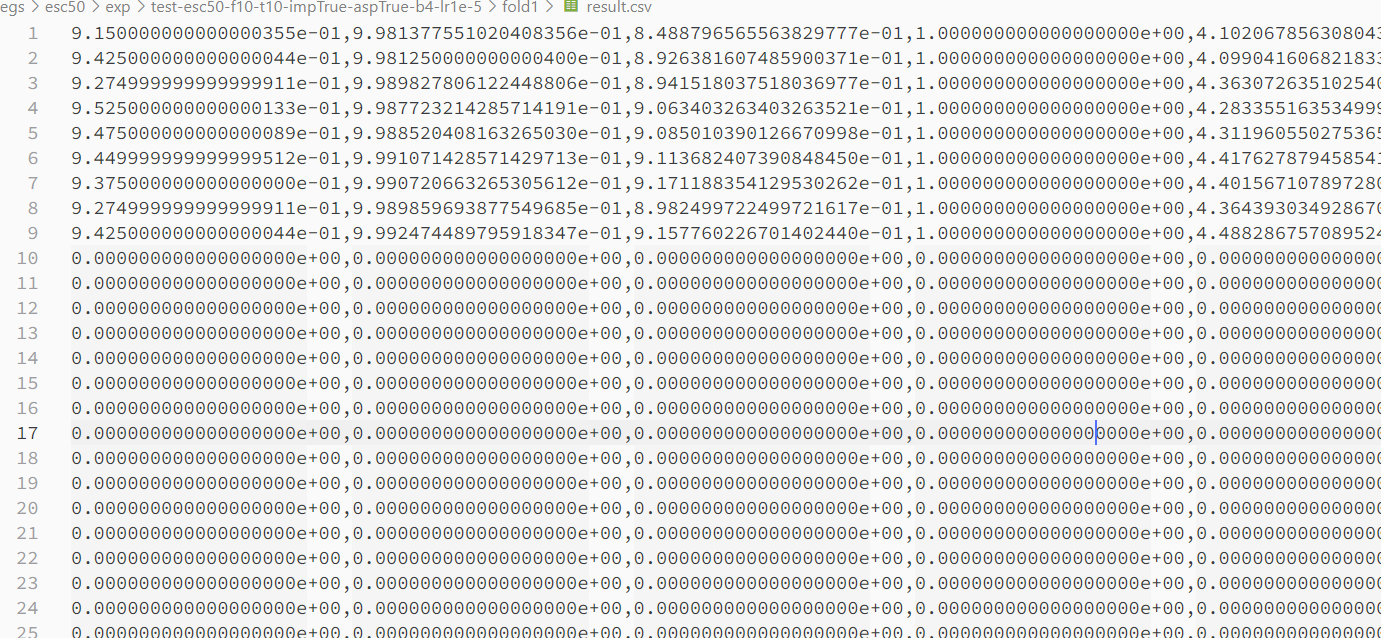 egs > esc50 > exp > test-esc50-f10-t10-impTrue-aspTrue-b4-lr1e-5 > fold1 > result.csv
1 9.150000000000000355e-01,9.981377551020408356e-01,8.488796565563829777e-01,1.000000000000000000e+00,4.102067856308043
2 9.425000000000000044e-01,9.981250000000000400e-01,8.926381607485900371e-01,1.000000000000000000e+00,4.099041606821833
3 9.274999999999999911e-01,9.989827806122448806e-01,8.941518037518036977e-01,1.000000000000000000e+00,4.363072635102540
4 9.525000000000000133e-01,9.987723214285714191e-01,9.063403263403263521e-01,1.000000000000000000e+00,4.283355163534999
5 9.475000000000000089e-01,9.988520408163265030e-01,9.085010390126670998e-01,1.000000000000000000e+00,4.311960550275365
6 9.449999999999999512e-01,9.991071428571429713e-01,9.113682407390848450e-01,1.000000000000000000e+00,4.417627879458541
7 9.375000000000000000e-01,9.990720663265305612e-01,9.171188354129530262e-01,1.000000000000000000e+00,4.401567107897280
8 9.274999999999999911e-01,9.989859693877549685e-01,8.982499722499721617e-01,1.000000000000000000e+00,4.364393034928670
9 9.425000000000000044e-01,9.992474489795918347e-01,9.157760226701402440e-01,1.000000000000000000e+00,4.488286757089524
10 0.000000000000000000e+00,0.000000000000000000e+00,0.000000000000000000e+00,0.000000000000000000e+00,0.000000000000000
11 0.000000000000000000e+00,0.000000000000000000e+00,0.000000000000000000e+00,0.000000000000000000e+00,0.000000000000000
12 0.000000000000000000e+00,0.000000000000000000e+00,0.000000000000000000e+00,0.000000000000000000e+00,0.000000000000000
13 0.000000000000000000e+00,0.000000000000000000e+00,0.000000000000000000e+00,0.000000000000000000e+00,0.000000000000000
14 0.000000000000000000e+00,0.000000000000000000e+00,0.000000000000000000e+00,0.000000000000000000e+00,0.000000000000000
15 0.000000000000000000e+00,0.000000000000000000e+00,0.000000000000000000e+00,0.000000000000000000e+00,0.000000000000000
16 0.000000000000000000e+00,0.000000000000000000e+00,0.000000000000000000e+00,0.000000000000000000e+00,0.000000000000000
17 0.000000000000000000e+00,0.000000000000000000e+00,0.000000000000000000e+00,0.000000000000000000e+00,0.000000000000000
18 0.000000000000000000e+00,0.000000000000000000e+00,0.000000000000000000e+00,0.000000000000000000e+00,0.000000000000000
19 0.000000000000000000e+00,0.000000000000000000e+00,0.000000000000000000e+00,0.000000000000000000e+00,0.000000000000000
20 0.000000000000000000e+00,0.000000000000000000e+00,0.000000000000000000e+00,0.000000000000000000e+00,0.000000000000000
21 0.000000000000000000e+00,0.000000000000000000e+00,0.000000000000000000e+00,0.000000000000000000e+00,0.000000000000000
22 0.000000000000000000e+00,0.000000000000000000e+00,0.000000000000000000e+00,0.000000000000000000e+00,0.000000000000000
23 0.000000000000000000e+00,0.000000000000000000e+00,0.000000000000000000e+00,0.000000000000000000e+00,0.000000000000000
24 0.000000000000000000e+00,0.000000000000000000e+00,0.000000000000000000e+00,0.000000000000000000e+00,0.000000000000000
25 0.000000000000000000e+00,0.000000000000000000e+00,0.000000000000000000e+00,0.000000000000000000e+00,0.000000000000000